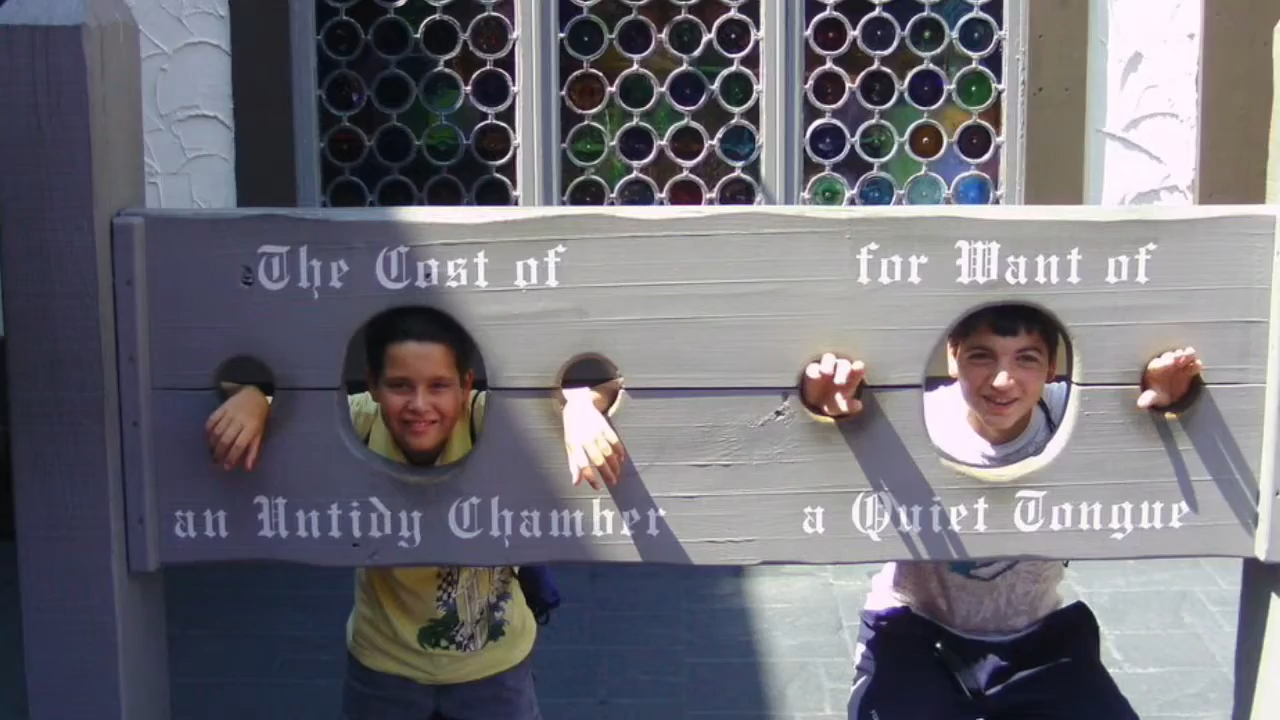 The Cost of
an Untidy Chamber
for Want of
a Quiet Tongue